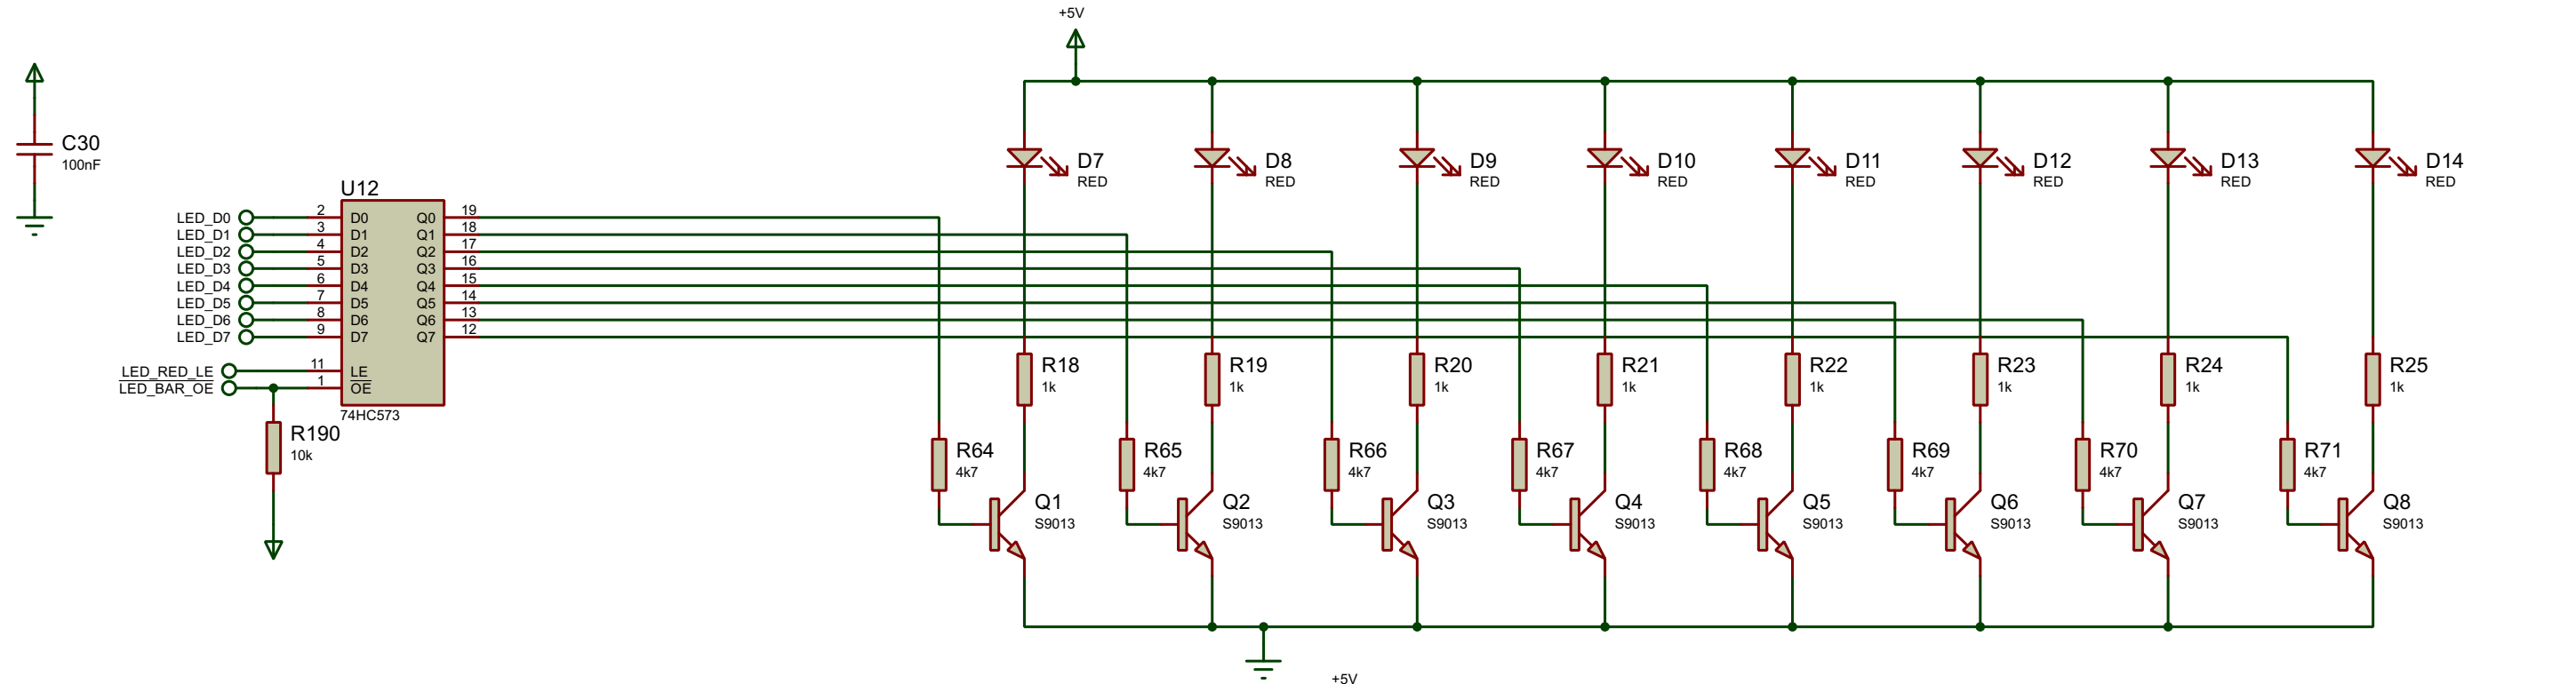 +5V
C30
100nF
U12
LED_D0 2 D0 Q0 19
LED_D1 3 D1 Q1 18
LED_D2 4 D2 Q2 17
LED_D3 5 D3 Q3 16
LED_D4 6 D4 Q4 15
LED_D5 7 D5 Q5 14
LED_D6 8 D6 Q6 13
LED_D7 9 D7 Q7 12
LED_RED_LE 11 LE
LED_BAR_OE 1 OE
74HC573
R190
10k
D7 D8 D9 D10 D11 D12 D13 D14
RED RED RED RED RED RED RED RED
R18 R19 R20 R21 R22 R23 R24 R25
1k 1k 1k 1k 1k 1k 1k 1k
R64 R65 R66 R67 R68 R69 R70 R71
4k7 4k7 4k7 4k7 4k7 4k7 4k7 4k7
Q1 Q2 Q3 Q4 Q5 Q6 Q7 Q8
S9013 S9013 S9013 S9013 S9013 S9013 S9013 S9013
+5V